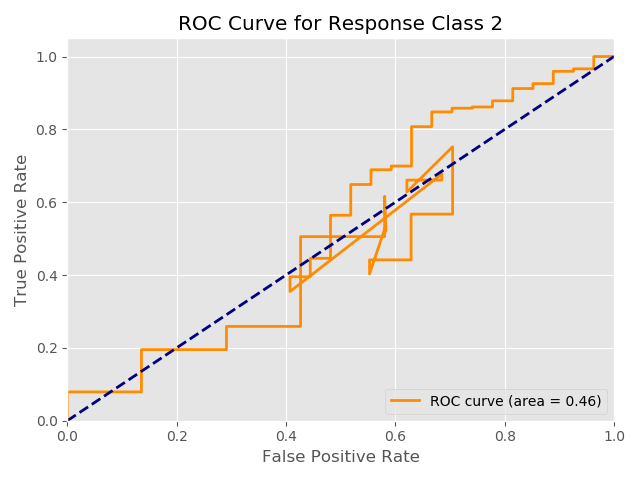 ROC Curve for Response Class 2
True Positive Rate
1.0
0.8
0.6
0.4
0.2
0.0
ROC curve (area = 0.46)
0.0 0.2 0.4 0.6 0.8 1.0
False Positive Rate